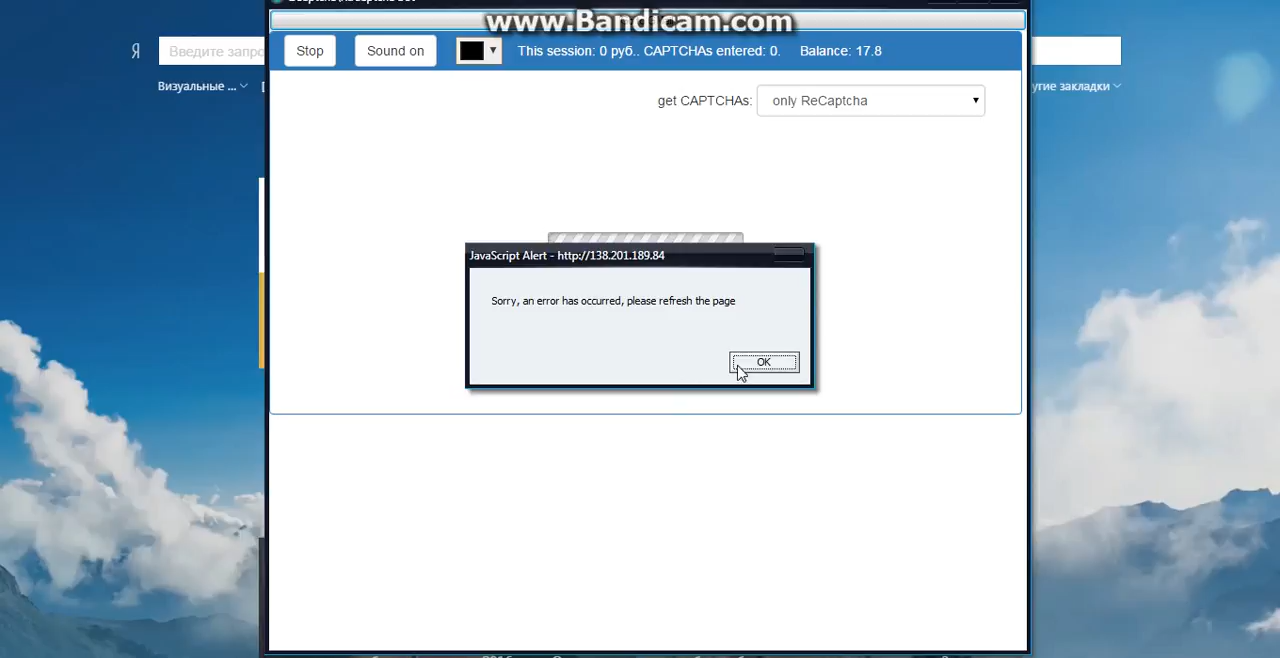 www.Bandicam.com
Я
Введите запро
Stop
Sound on
This session: 0 руб.. CAPTCHAs entered: 0.
Balance: 17.8
Визуальные ...
угие закладки
get CAPTCHAs:
only ReCaptcha
JavaScript Alert - http://138.201.189.84
Sorry, an error has occurred, please refresh the page
OK